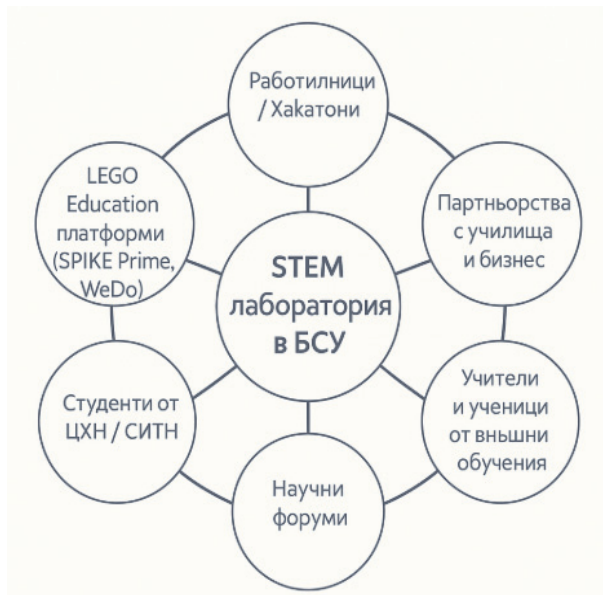 Работилници
/ Хакатони
LEGO
Education
платформи
(SPIKE Prime,
WeDo)
Партньорства
с училища
и бизнес
STEM
лаборатория
в БСУ
Студенти от
ЦХН / СИТН
Учители
и ученици
от вньшни
обучения
Научни
форуми